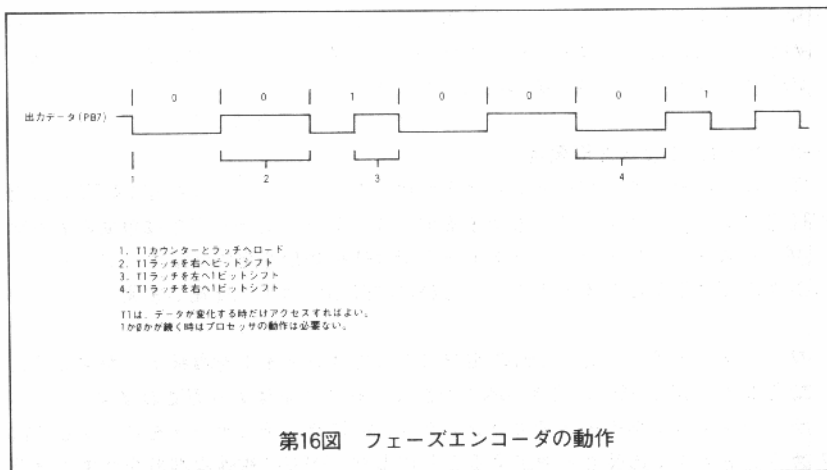 0 0 1 0 0 0 1
出力データ(PB7)
1 2 3 4
1. T1カウンターとラッチへロード
2. T1ラッチを右へビットシフト
3. T1ラッチを左へ1ビットシフト
4. T1ラッチを右へ1ビットシフト
T1は、データが変化する時だけアクセスすればよい。
1か0かが続く時はプロセッサの動作は必要ない。
第16図 フェーズエンコーダの動作